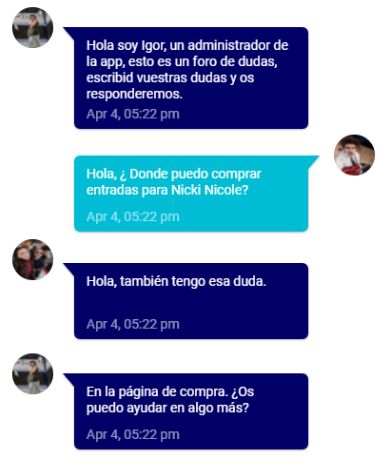 Hola soy Igor, un administrador de
la app, esto es un foro de dudas,
escribid vuestras dudas y os
responderemos.
Apr 4, 05:22 pm
Hola, ¿ Donde puedo comprar
entradas para Nicki Nicole?
Apr 4, 05:22 pm
Hola, también tengo esa duda.
Apr 4, 05:22 pm
En la página de compra. ¿Os
puedo ayudar en algo más?
Apr 4, 05:22 pm